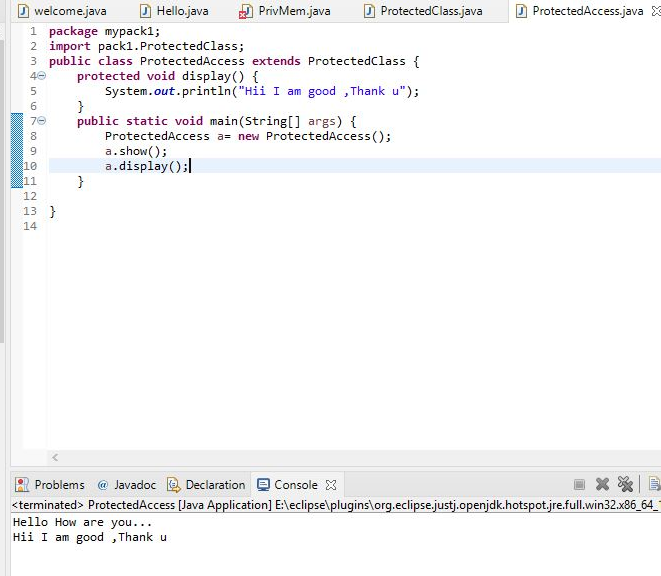 welcome.java Hello.java PrivMem.java ProtectedClass.java ProtectedAccess.java
1 package mypack1;
2 import pack1.ProtectedClass;
3 public class ProtectedAccess extends ProtectedClass {
4 protected void display() {
5 System.out.println("Hii I am good ,Thank u");
6 }
7 public static void main(String[] args) {
8 ProtectedAccess a= new ProtectedAccess();
9 a.show();
10 a.display();
11 }
12
13 }
14
Problems @ Javadoc Declaration Console
<terminated> ProtectedAccess [Java Application] E:\eclipse\plugins\org.eclipse.justj.openjdk.hotspot.jre.full.win32.x86_64_
Hello How are you...
Hii I am good ,Thank u